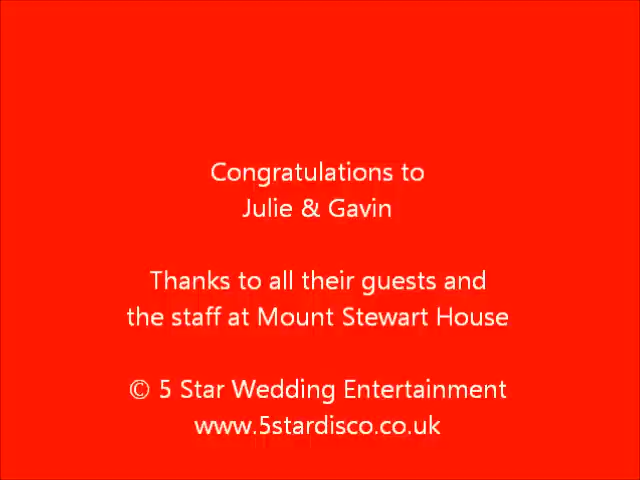 Congratulations to
Julie & Gavin
Thanks to all their guests and
the staff at Mount Stewart House
© 5 Star Wedding Entertainment
www.5stardisco.co.uk